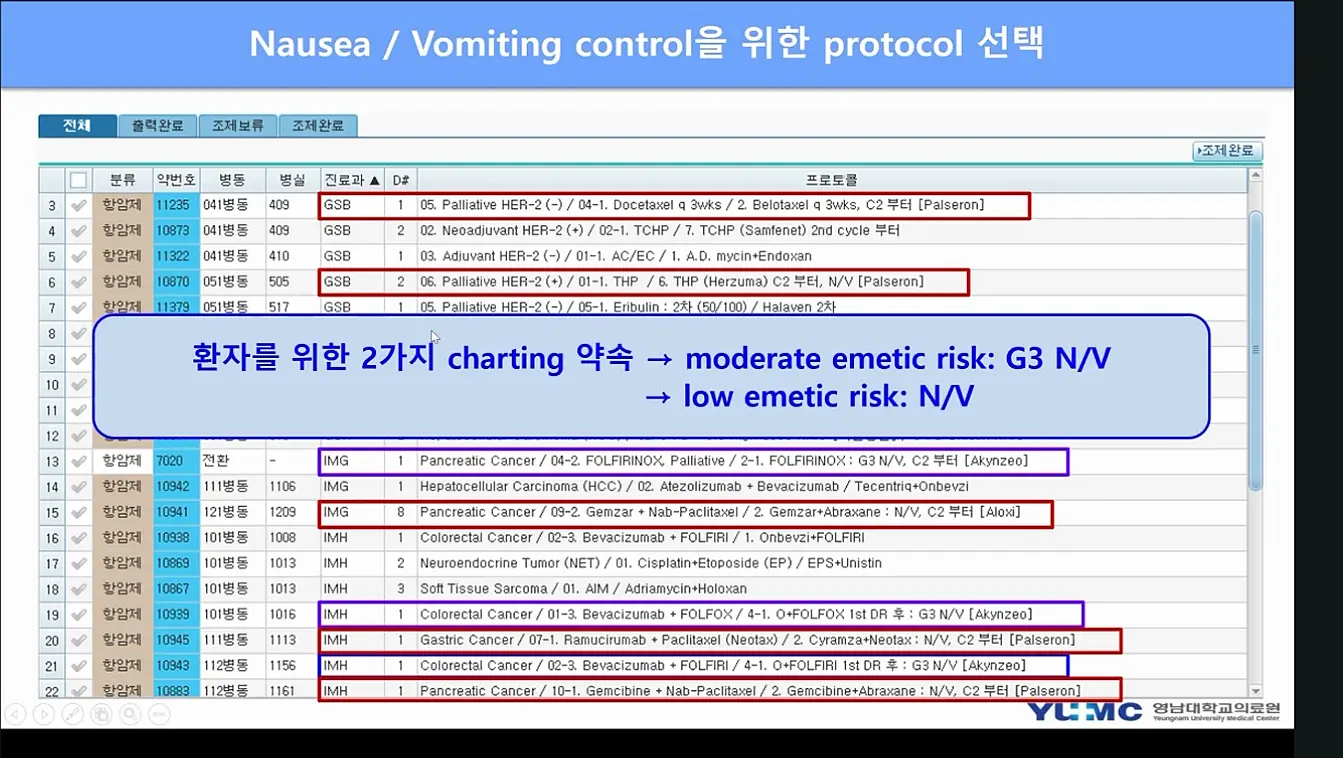 Nausea / Vomiting control을 위한 protocol 선택
전체 출력완료 조제보류 조제완료
조제완료
분류 약번호 병동 병실 진료과 ▲ D# 프로토콜
3 항암제 11235 041병동 409 GSB 1 05. Palliative HER-2 (-) / 04-1. Docetaxel q 3wks / 2. Belotaxel q 3wks, C2 부터 [Palseron]
4 항암제 10873 041병동 409 GSB 2 02. Neoadjuvant HER-2 (+) / 02-1. TCHP / 7. TCHP (Samfenet) 2nd cycle 부터
5 항암제 11322 041병동 410 GSB 1 03. Adjuvant HER-2 (-) / 01-1. AC/EC / 1. A.D. mycin+Endoxan
6 항암제 10870 051병동 505 GSB 2 06. Palliative HER-2 (+) / 01-1. THP / 6. THP (Herzuma) C2 부터, N/V [Palseron]
7 항암제 11379 051병동 517 GSB 1 05. Palliative HER-2 (-) / 05-1. Eribulin : 2차 (50/100) / Halaven 2차
8
환자를 위한 2가지 charting 약속 → moderate emetic risk: G3 N/V
9
→ low emetic risk: N/V
10
11
12
13 항암제 7020 전환 - IMG 1 Pancreatic Cancer / 04-2. FOLFIRINOX, Palliative / 2-1. FOLFIRINOX : G3 N/V, C2 부터 [Akynzeo]
14 항암제 10942 111병동 1106 IMG 1 Hepatocellular Carcinoma (HCC) / 02. Atezolizumab + Bevacizumab / Tecentriq+Onbevzi
15 항암제 10941 121병동 1209 IMG 8 Pancreatic Cancer / 09-2. Gemzar + Nab-Paclitaxel / 2. Gemzar+Abraxane : N/V, C2 부터 [Aloxi]
16 항암제 10938 101병동 1008 IMH 1 Colorectal Cancer / 02-3. Bevacizumab + FOLFIRI / 1. Onbevzi+FOLFIRI
17 항암제 10869 101병동 1013 IMH 2 Neuroendocrine Tumor (NET) / 01. Cisplatin+Etoposide (EP) / EPS+Unistin
18 항암제 10867 101병동 1013 IMH 3 Soft Tissue Sarcoma / 01. AIM / Adriamycin+Holoxan
19 항암제 10939 101병동 1016 IMH 1 Colorectal Cancer / 01-3. Bevacizumab + FOLFOX / 4-1. O+FOLFOX 1st DR 후 : G3 N/V [Akynzeo]
20 항암제 10945 111병동 1113 IMH 1 Gastric Cancer / 07-1. Ramucirumab + Paclitaxel (Neotax) / 2. Cyramza+Neotax : N/V, C2 부터 [Palseron]
21 항암제 10943 112병동 1156 IMH 1 Colorectal Cancer / 02-3. Bevacizumab + FOLFIRI / 4-1. O+FOLFIRI 1st DR 후 : G3 N/V [Akynzeo]
22 항암제 10883 112병동 1161 IMH 1 Pancreatic Cancer / 10-1. Gemcibine + Nab-Paclitaxel / 2. Gemcibine+Abraxane : N/V, C2 부터 [Palseron]
YUMC 영남대학교의료원
Yeungnam University Medical Center